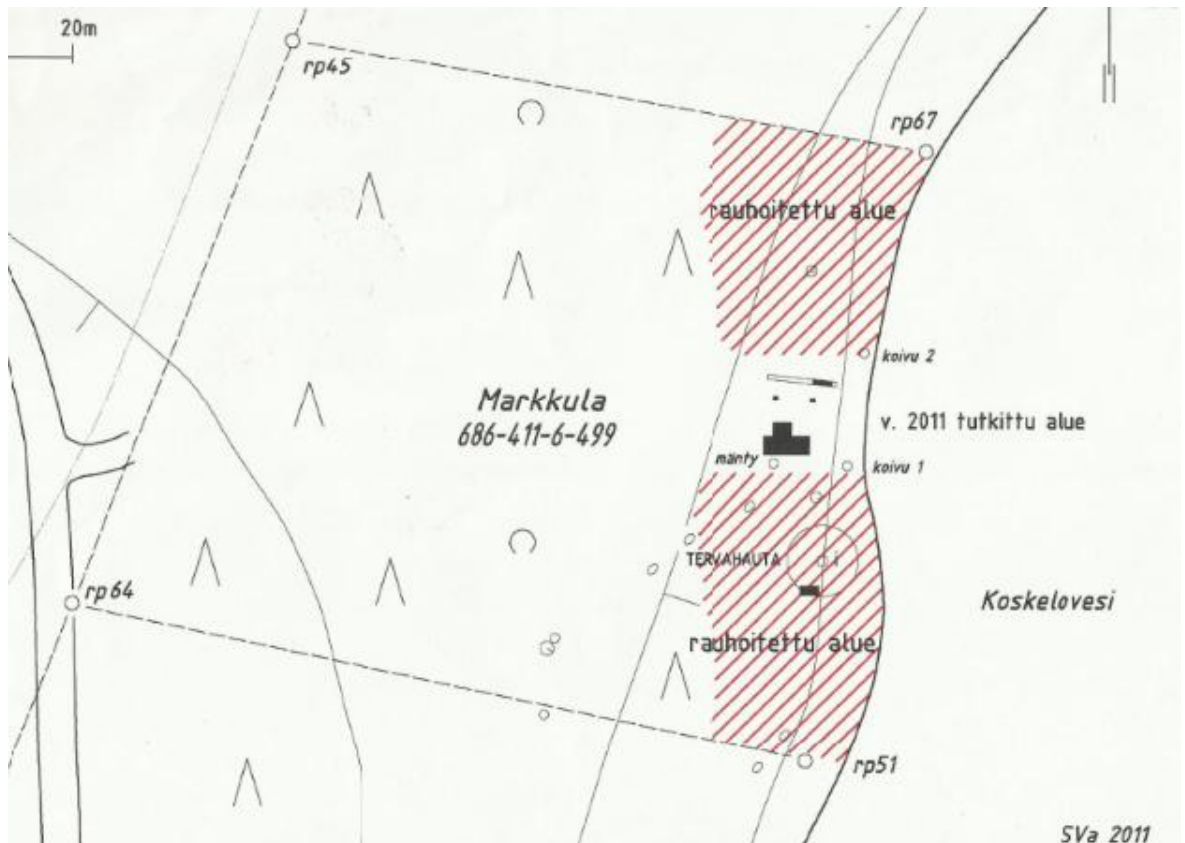 20m
rp45
rp67
rauhoitettu alue
koivu 2
Markkula
686-411-6-499
v. 2011 tutkittu alue
mänty
koivu 1
TERVAHAUTA
rp64
Koskelovesi
rauhoitettu alue
rp51
SVa 2011